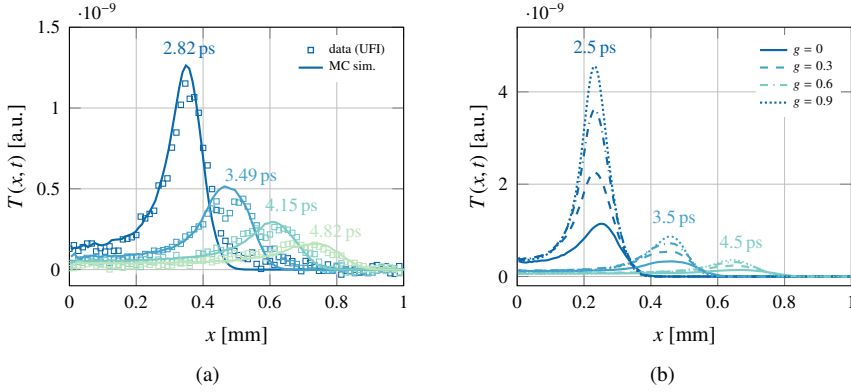 ·10⁻⁹
2.82 ps
data (UFI)
MC sim.
1.5
1
0.5
0
3.49 ps
4.15 ps
4.82 ps
T(x, t) [a.u.]
0 0.2 0.4 0.6 0.8 1
x [mm]
(a)
·10⁻⁹
2.5 ps
g = 0
g = 0.3
g = 0.6
g = 0.9
4
2
0
3.5 ps
4.5 ps
T(x, t) [a.u.]
0 0.2 0.4 0.6 0.8 1
x [mm]
(b)